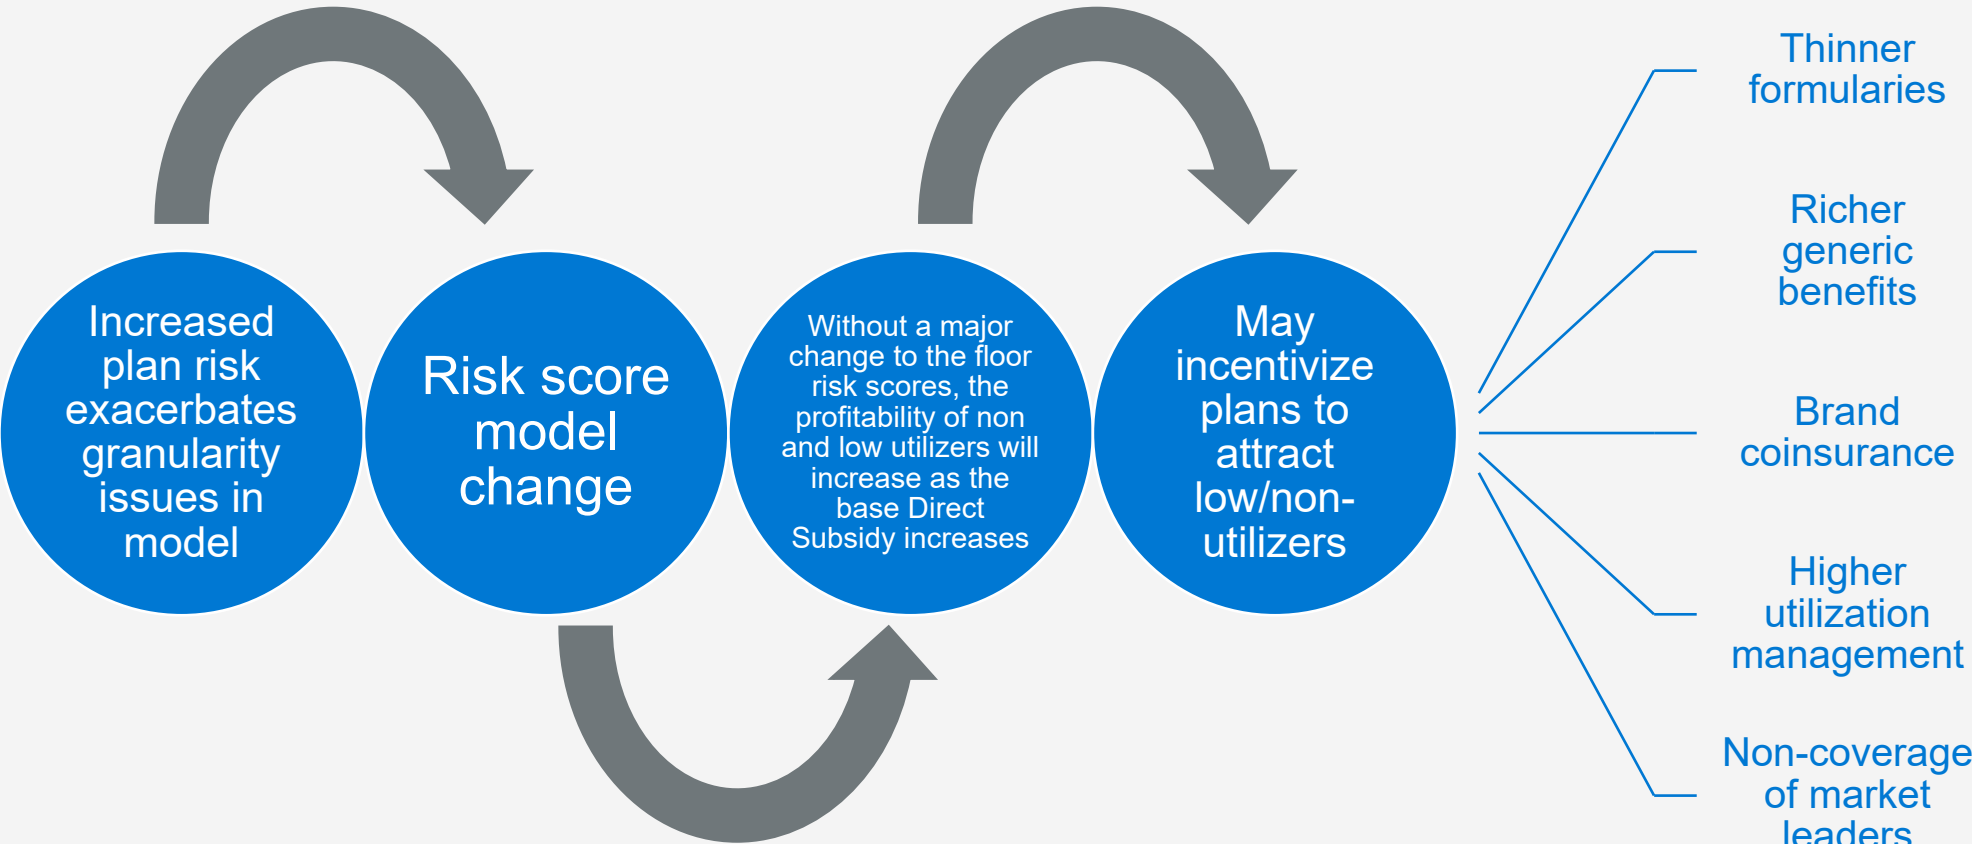 Increased
plan risk
exacerbates
granularity
issues in
model
Risk score
model
change
Without a major
change to the floor
risk scores, the
profitability of non
and low utilizers will
increase as the
base Direct
Subsidy increases
May
incentivize
plans to
attract
low/non-
utilizers
Thinner
formularies
Richer
generic
benefits
Brand
coinsurance
Higher
utilization
management
Non-coverage
of market
leaders